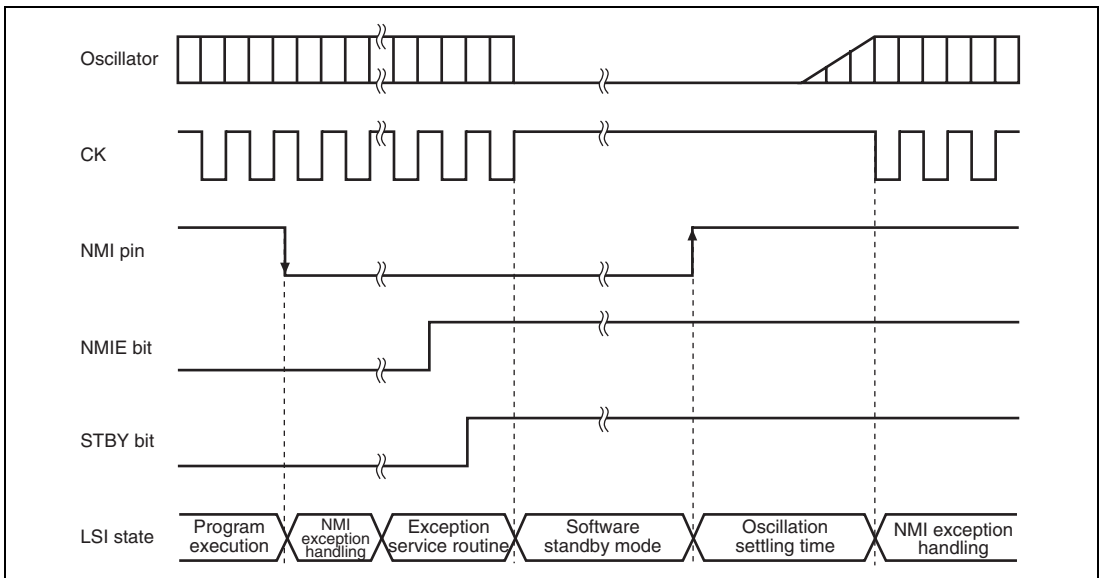 Oscillator
CK
NMI pin
NMIE bit
STBY bit
LSI state
Program
execution
NMI
exception
handling
Exception
service routine
Software
standby mode
Oscillation
settling time
NMI exception
handling